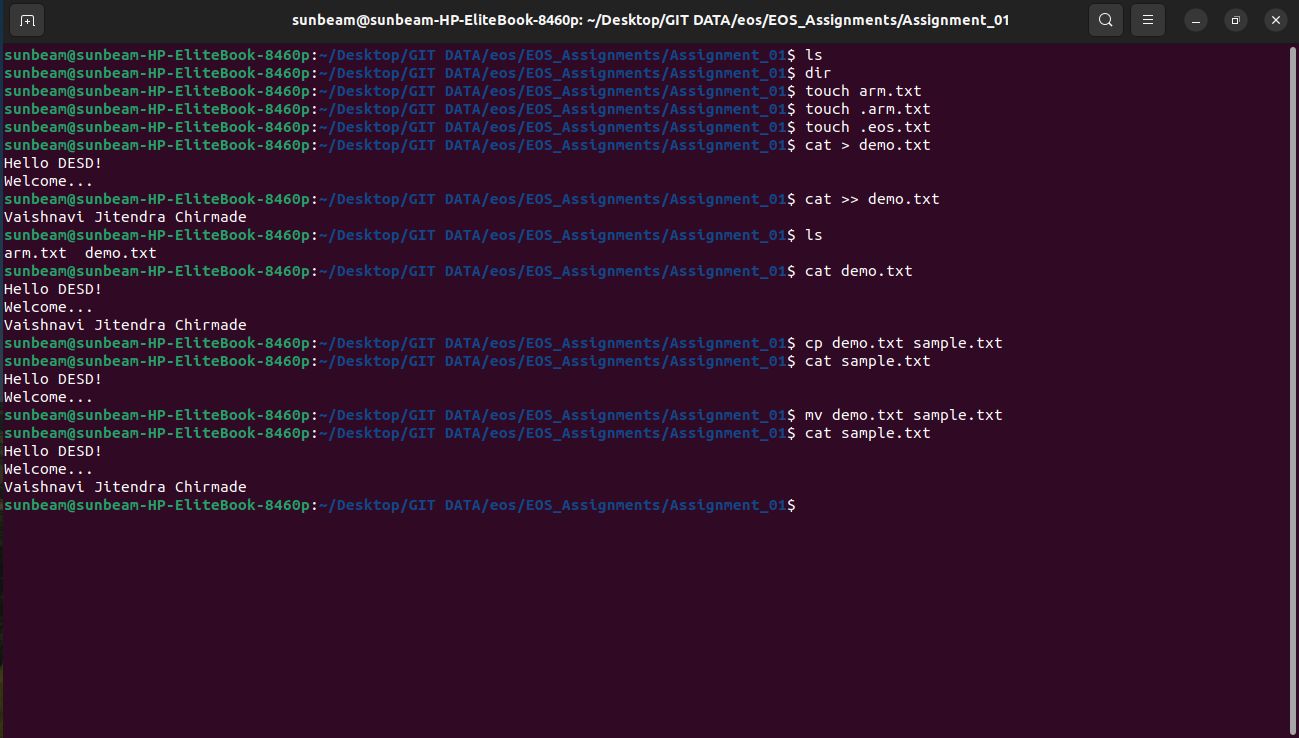 sunbeam@sunbeam-HP-EliteBook-8460p: ~/Desktop/GIT DATA/eos/EOS_Assignments/Assignment_01
sunbeam@sunbeam-HP-EliteBook-8460p:~/Desktop/GIT DATA/eos/EOS_Assignments/Assignment_01$ ls
sunbeam@sunbeam-HP-EliteBook-8460p:~/Desktop/GIT DATA/eos/EOS_Assignments/Assignment_01$ dir
sunbeam@sunbeam-HP-EliteBook-8460p:~/Desktop/GIT DATA/eos/EOS_Assignments/Assignment_01$ touch arm.txt
sunbeam@sunbeam-HP-EliteBook-8460p:~/Desktop/GIT DATA/eos/EOS_Assignments/Assignment_01$ touch .arm.txt
sunbeam@sunbeam-HP-EliteBook-8460p:~/Desktop/GIT DATA/eos/EOS_Assignments/Assignment_01$ touch .eos.txt
sunbeam@sunbeam-HP-EliteBook-8460p:~/Desktop/GIT DATA/eos/EOS_Assignments/Assignment_01$ cat > demo.txt
Hello DESD!
Welcome...
sunbeam@sunbeam-HP-EliteBook-8460p:~/Desktop/GIT DATA/eos/EOS_Assignments/Assignment_01$ cat >> demo.txt
Vaishnavi Jitendra Chirmade
sunbeam@sunbeam-HP-EliteBook-8460p:~/Desktop/GIT DATA/eos/EOS_Assignments/Assignment_01$ ls
arm.txt  demo.txt
sunbeam@sunbeam-HP-EliteBook-8460p:~/Desktop/GIT DATA/eos/EOS_Assignments/Assignment_01$ cat demo.txt
Hello DESD!
Welcome...
Vaishnavi Jitendra Chirmade
sunbeam@sunbeam-HP-EliteBook-8460p:~/Desktop/GIT DATA/eos/EOS_Assignments/Assignment_01$ cp demo.txt sample.txt
sunbeam@sunbeam-HP-EliteBook-8460p:~/Desktop/GIT DATA/eos/EOS_Assignments/Assignment_01$ cat sample.txt
Hello DESD!
Welcome...
sunbeam@sunbeam-HP-EliteBook-8460p:~/Desktop/GIT DATA/eos/EOS_Assignments/Assignment_01$ mv demo.txt sample.txt
sunbeam@sunbeam-HP-EliteBook-8460p:~/Desktop/GIT DATA/eos/EOS_Assignments/Assignment_01$ cat sample.txt
Hello DESD!
Welcome...
Vaishnavi Jitendra Chirmade
sunbeam@sunbeam-HP-EliteBook-8460p:~/Desktop/GIT DATA/eos/EOS_Assignments/Assignment_01$